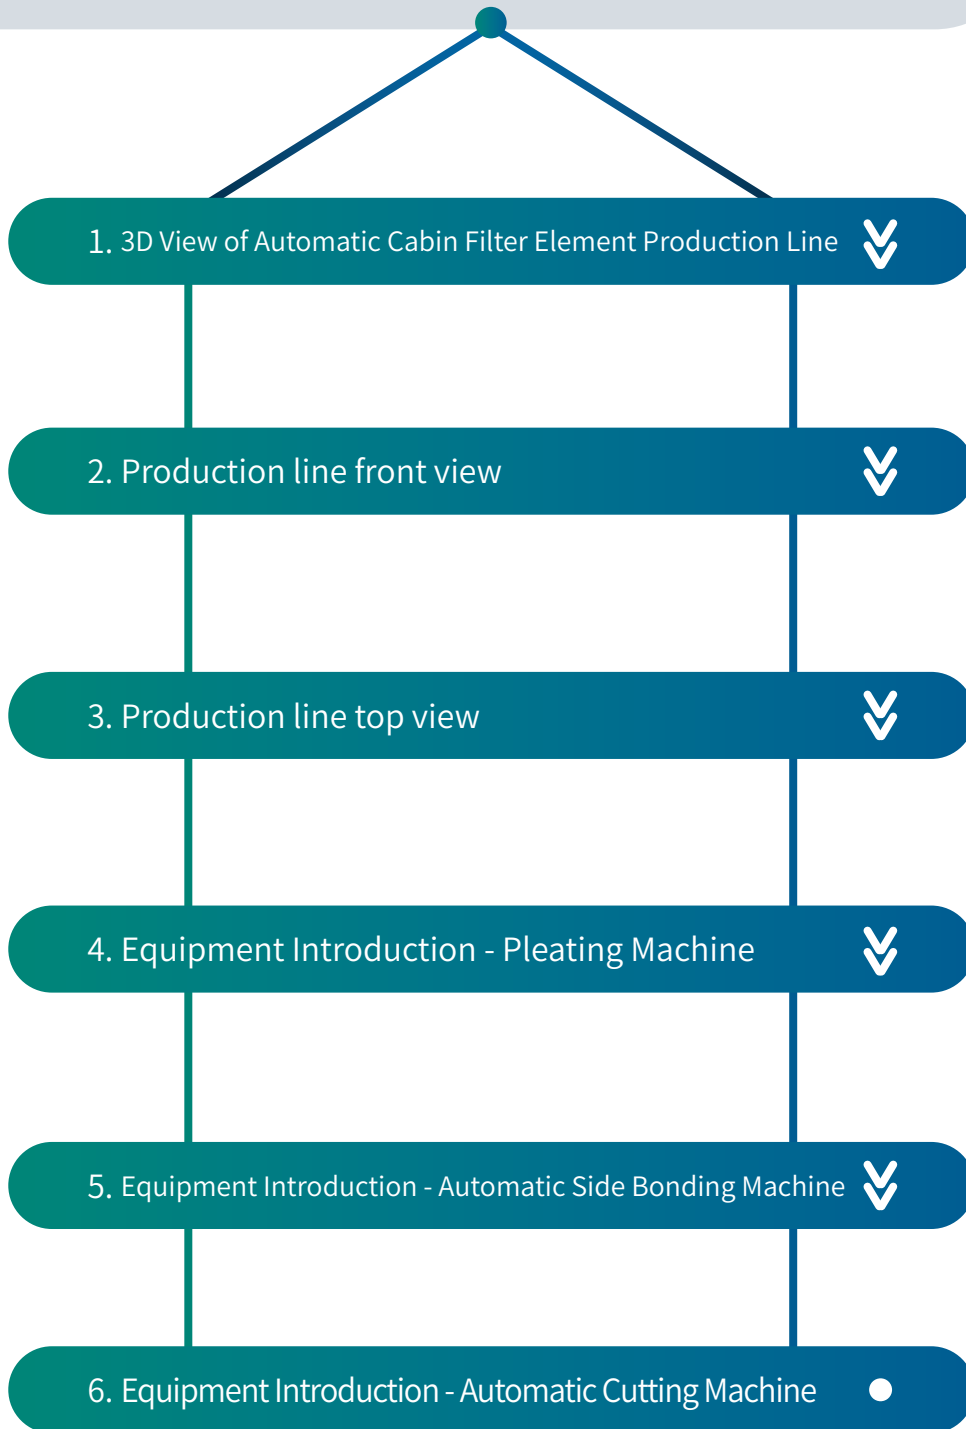 1. 3D View of Automatic Cabin Filter Element Production Line
2. Production line front view
3. Production line top view
4. Equipment Introduction - Pleating Machine
5. Equipment Introduction - Automatic Side Bonding Machine
6. Equipment Introduction - Automatic Cutting Machine